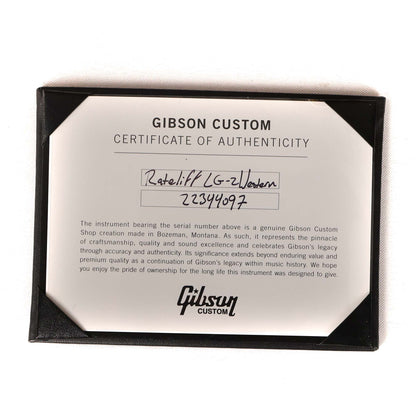 GIBSON CUSTOM
CERTIFICATE OF AUTHENTICITY
Rateliff LG-2 Western
22344097
The instrument bearing the serial number above is a genuine Gibson Custom
Shop creation made in Bozeman, Montana. As such, it represents the pinnacle
of craftsmanship, quality and sound excellence and celebrates Gibson's legacy
through accuracy and authenticity. Its significance extends beyond enduring value and
premium quality as a continuation of Gibson's legacy within music history. We hope
you enjoy the pride of ownership for the long life this instrument was designed to give.
Gibson
CUSTOM